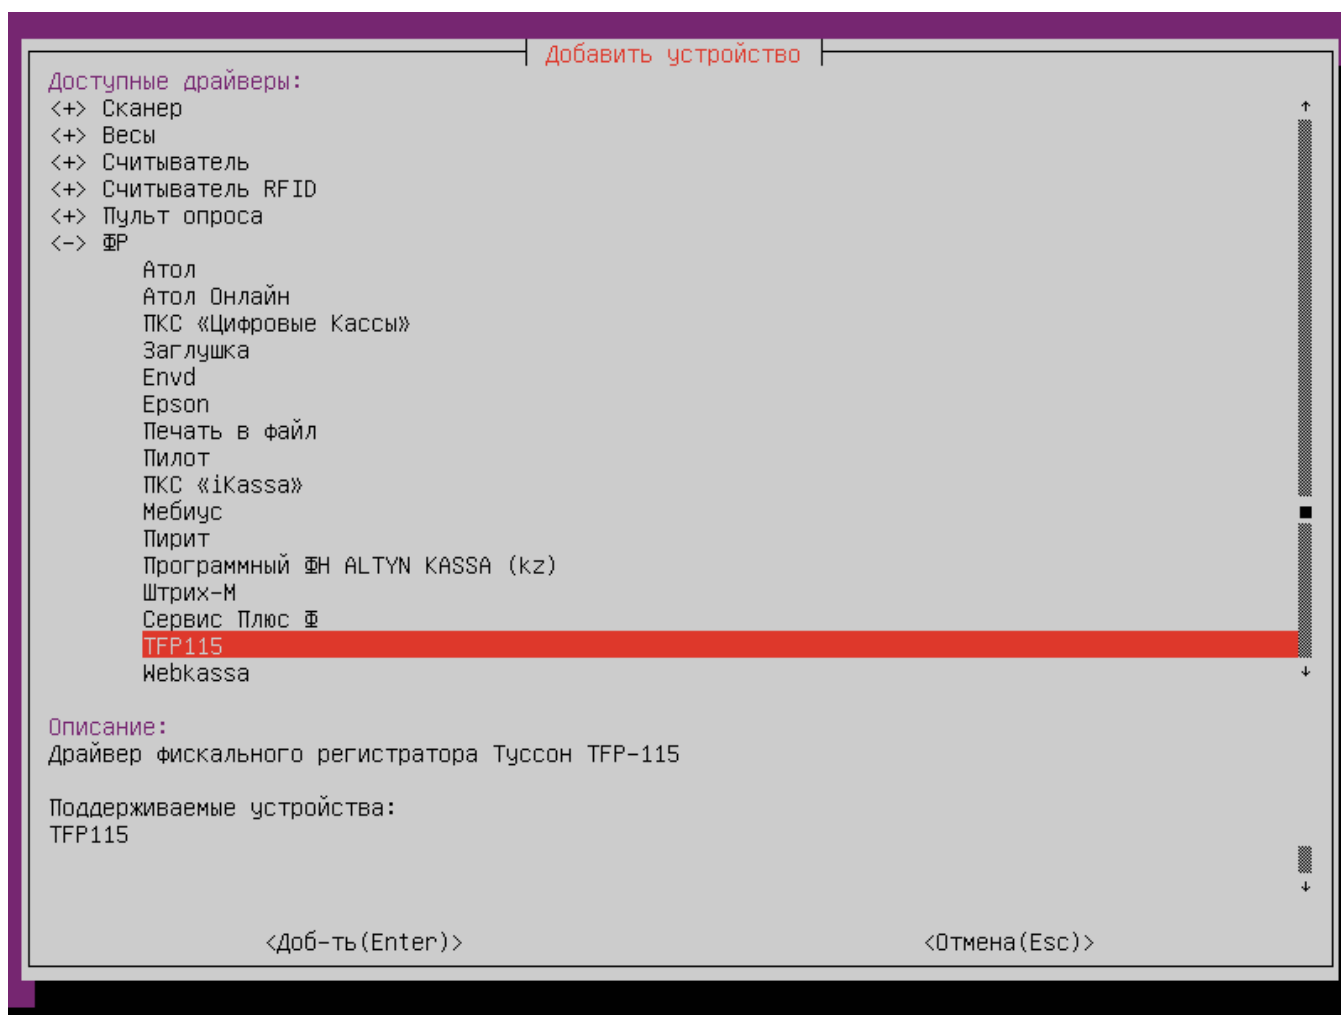 Добавить устройство
Доступные драйверы:
<+> Сканер
<+> Весы
<+> Считыватель
<+> Считыватель RFID
<+> Пульт опроса
<-> ФР
Атол
Атол Онлайн
ПКС «Цифровые Кассы»
Заглушка
Envd
Epson
Печать в файл
Пилот
ПКС «iKassa»
Мебиус
Пирит
Программный ФН ALTYN KASSA (kz)
Штрих-М
Сервис Плюс Ф
TFP115
Webkassa
Описание:
Драйвер фискального регистратора Туссон TFP-115
Поддерживаемые устройства:
TFP115
<Доб-ть(Enter)> <Отмена(Esc)>